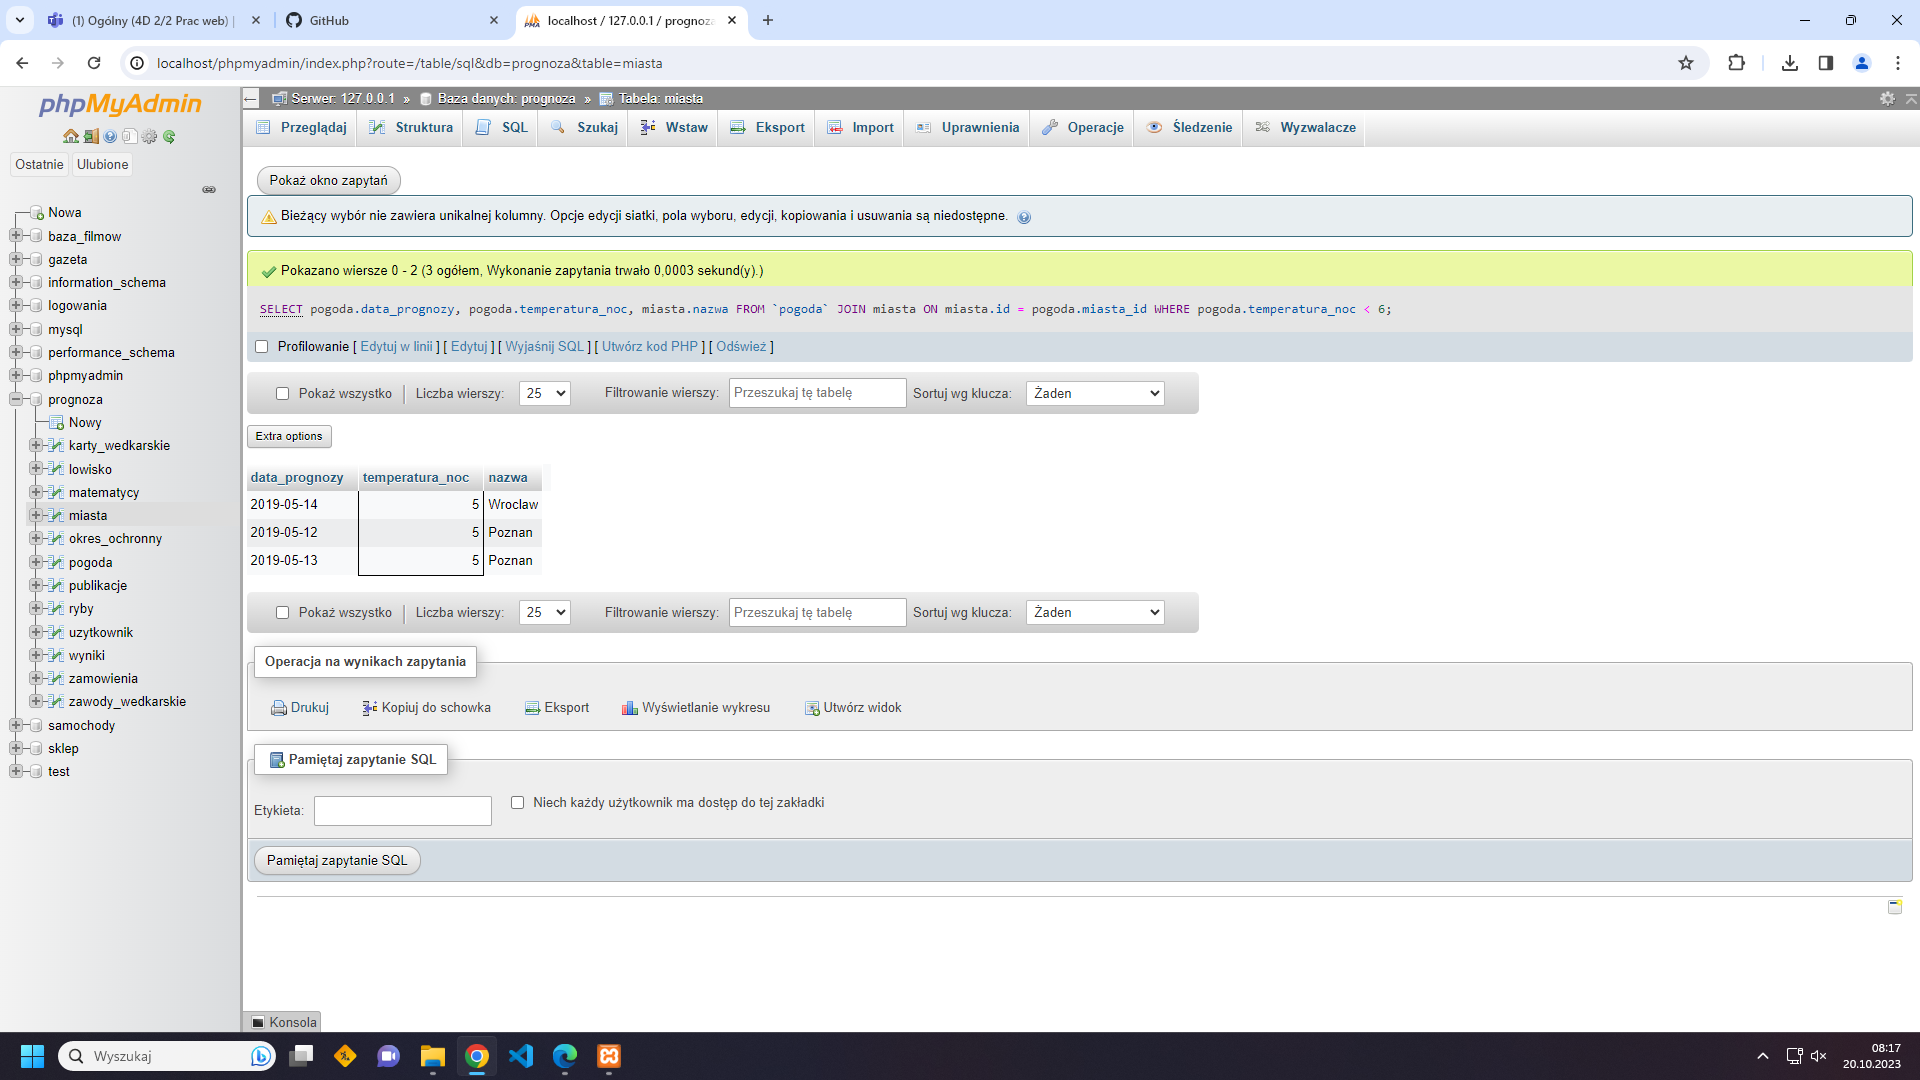 (1) Ogólny (4D 2/2 Prac web) |
GitHub
localhost / 127.0.0.1 / prognoza
localhost/phpmyadmin/index.php?route=/table/sql&db=prognoza&table=miasta
phpMyAdmin
Ostatnie
Ulubione
Nowa
baza_filmow
gazeta
information_schema
logowania
mysql
performance_schema
phpmyadmin
prognoza
Nowy
karty_wedkarskie
lowisko
matematycy
miasta
okres_ochronny
pogoda
publikacje
ryby
uzytkownik
wyniki
zamowienia
zawody_wedkarskie
samochody
sklep
test
Serwer: 127.0.0.1 » Baza danych: prognoza » Tabela: miasta
Przeglądaj Struktura SQL Szukaj Wstaw Eksport Import Uprawnienia Operacje Śledzenie Wyzwalacze
Pokaż okno zapytań
Bieżący wybór nie zawiera unikalnej kolumny. Opcje edycji siatki, pola wyboru, edycji, kopiowania i usuwania są niedostępne.
Pokazano wiersze 0 - 2 (3 ogółem, Wykonanie zapytania trwało 0,0003 sekund(y).)
SELECT pogoda.data_prognozy, pogoda.temperatura_noc, miasta.nazwa FROM `pogoda` JOIN miasta ON miasta.id = pogoda.miasta_id WHERE pogoda.temperatura_noc < 6;
Profilowanie [ Edytuj w linii ] [ Edytuj ] [ Wyjaśnij SQL ] [ Utwórz kod PHP ] [ Odśwież ]
Pokaż wszystko | Liczba wierszy: 25 Filtrowanie wierszy: Przeszukaj tę tabelę Sortuj wg klucza: Żaden
Extra options
data_prognozy temperatura_noc nazwa
2019-05-14 5 Wroclaw
2019-05-12 5 Poznan
2019-05-13 5 Poznan
Pokaż wszystko | Liczba wierszy: 25 Filtrowanie wierszy: Przeszukaj tę tabelę Sortuj wg klucza: Żaden
Operacja na wynikach zapytania
Drukuj Kopiuj do schowka Eksport Wyświetlanie wykresu Utwórz widok
Pamiętaj zapytanie SQL
Etykieta: Niech każdy użytkownik ma dostęp do tej zakładki
Pamiętaj zapytanie SQL
Konsola
Wyszukaj
08:17
20.10.2023